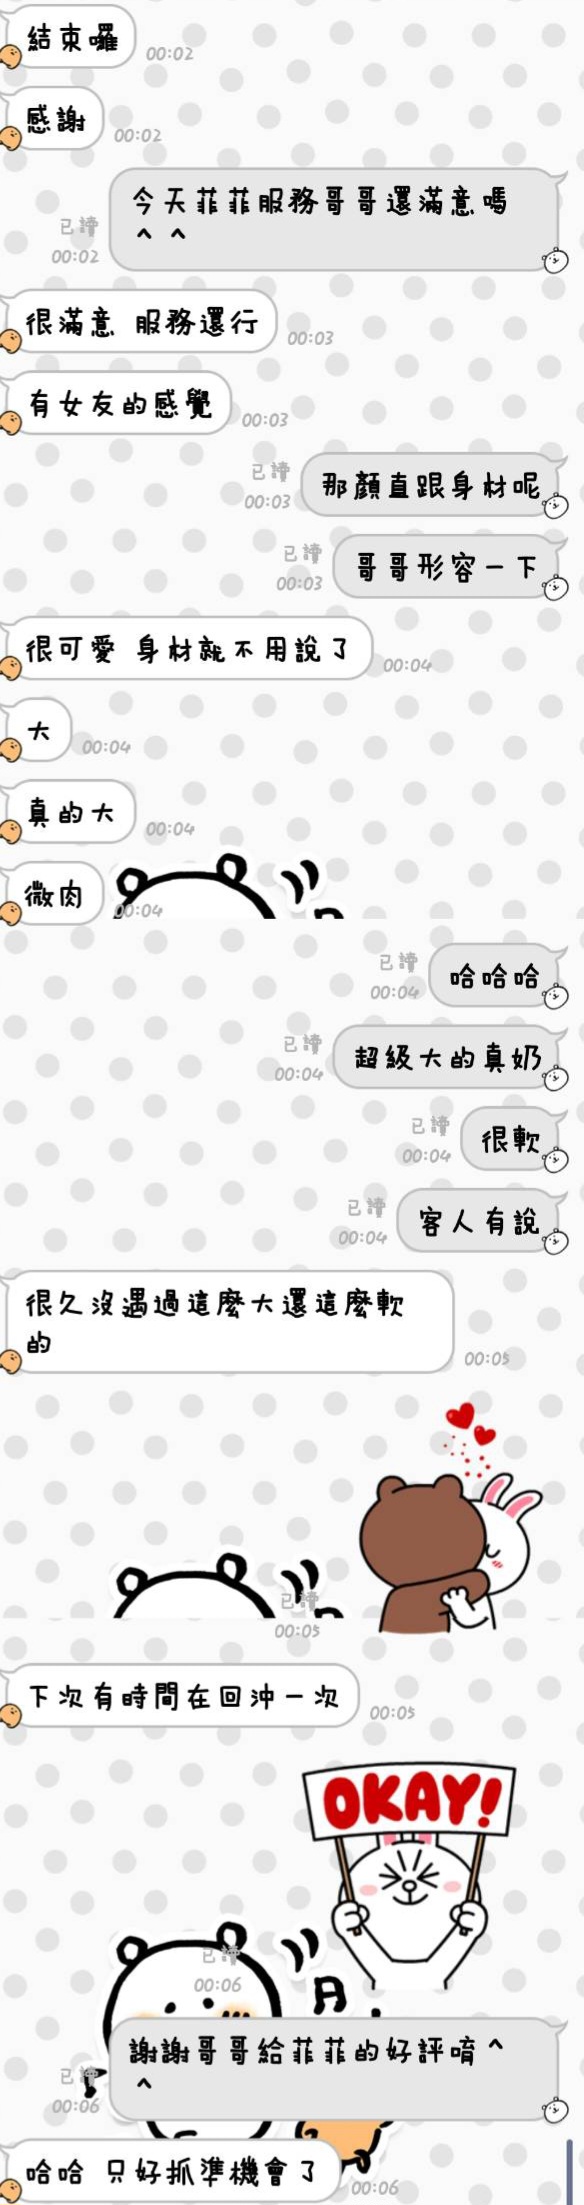 結束囉
00:02
感謝
00:02
今天菲菲服務哥哥還滿意嗎
^ ^
已讀
00:02
很滿意 服務還行
00:03
有女友的感覺
00:03
已讀
00:03
那顏直跟身材呢
已讀
00:03
哥哥形容一下
很可愛 身材就不用說了
00:04
大
00:04
真的大
00:04
微肉
00:04
已讀
00:04
哈哈哈
已讀
00:04
超級大的真奶
已讀
00:04
很軟
已讀
00:04
客人有說
很久沒遇過這麼大還這麼軟
的
00:05
已讀
00:05
下次有時間在回沖一次
00:05
OKAY!
已讀
00:06
謝謝哥哥給菲菲的好評唷^
^
已讀
00:06
哈哈 只好抓準機會了
00:06